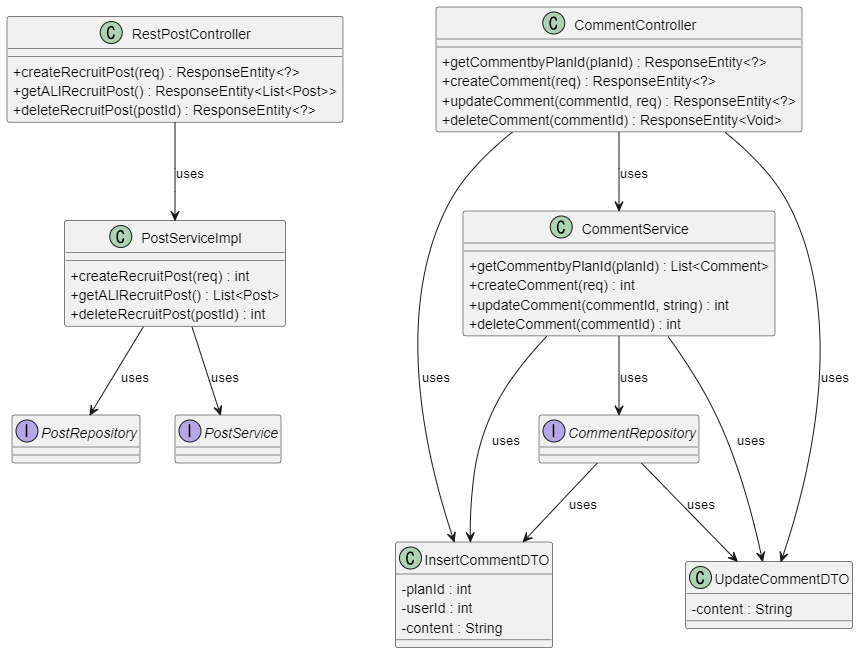 C RestPostController
+createRecruitPost(req) : ResponseEntity<?>
+getALlRecruitPost() : ResponseEntity<List<Post>>
+deleteRecruitPost(postId) : ResponseEntity<?>
C CommentController
+getCommentbyPlanId(planId) : ResponseEntity<?>
+createComment(req) : ResponseEntity<?>
+updateComment(commentId, req) : ResponseEntity<?>
+deleteComment(commentId) : ResponseEntity<Void>
uses
uses
C PostServiceImpl
+createRecruitPost(req) : int
+getALlRecruitPost() : List<Post>
+deleteRecruitPost(postId) : int
C CommentService
+getCommentbyPlanId(planId) : List<Comment>
+createComment(req) : int
+updateComment(commentId, string) : int
+deleteComment(commentId) : int
uses
uses
uses
uses
uses
I PostRepository
I PostService
I CommentRepository
uses
uses
uses
uses
C InsertCommentDTO
-planId : int
-userId : int
-content : String
C UpdateCommentDTO
-content : String